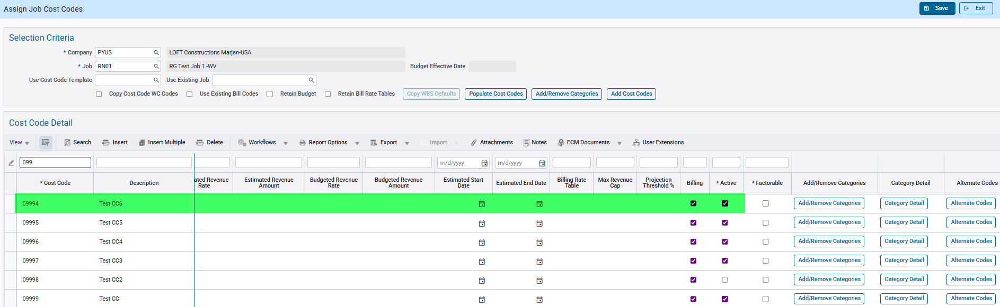 Assign Job Cost Codes
Save Exit
Selection Criteria
* Company PYUS LOFT Constructions Marjan-USA
* Job RN01 RG Test Job 1 -WV Budget Effective Date
Use Cost Code Template Use Existing Job
Copy Cost Code WC Codes Use Existing Bill Codes Retain Budget Retain Bill Rate Tables Copy WBS Defaults Populate Cost Codes Add/Remove Categories Add Cost Codes
Cost Code Detail
View Search Insert Insert Multiple Delete Workflows Report Options Export Import Attachments Notes ECM Documents User Extensions
099 m/d/yyyy m/d/yyyy
* Cost Code Description ated Revenue Rate Estimated Revenue Amount Budgeted Revenue Rate Budgeted Revenue Amount Estimated Start Date Estimated End Date Billing Rate Table Max Revenue Cap Projection Threshold % Billing * Active * Factorable Add/Remove Categories Category Detail Alternate Codes
09994 Test CC6 Add/Remove Categories Category Detail Alternate Codes
09995 Test CC5 Add/Remove Categories Category Detail Alternate Codes
09996 Test CC4 Add/Remove Categories Category Detail Alternate Codes
09997 Test CC3 Add/Remove Categories Category Detail Alternate Codes
09998 Test CC2 Add/Remove Categories Category Detail Alternate Codes
09999 Test CC Add/Remove Categories Category Detail Alternate Codes